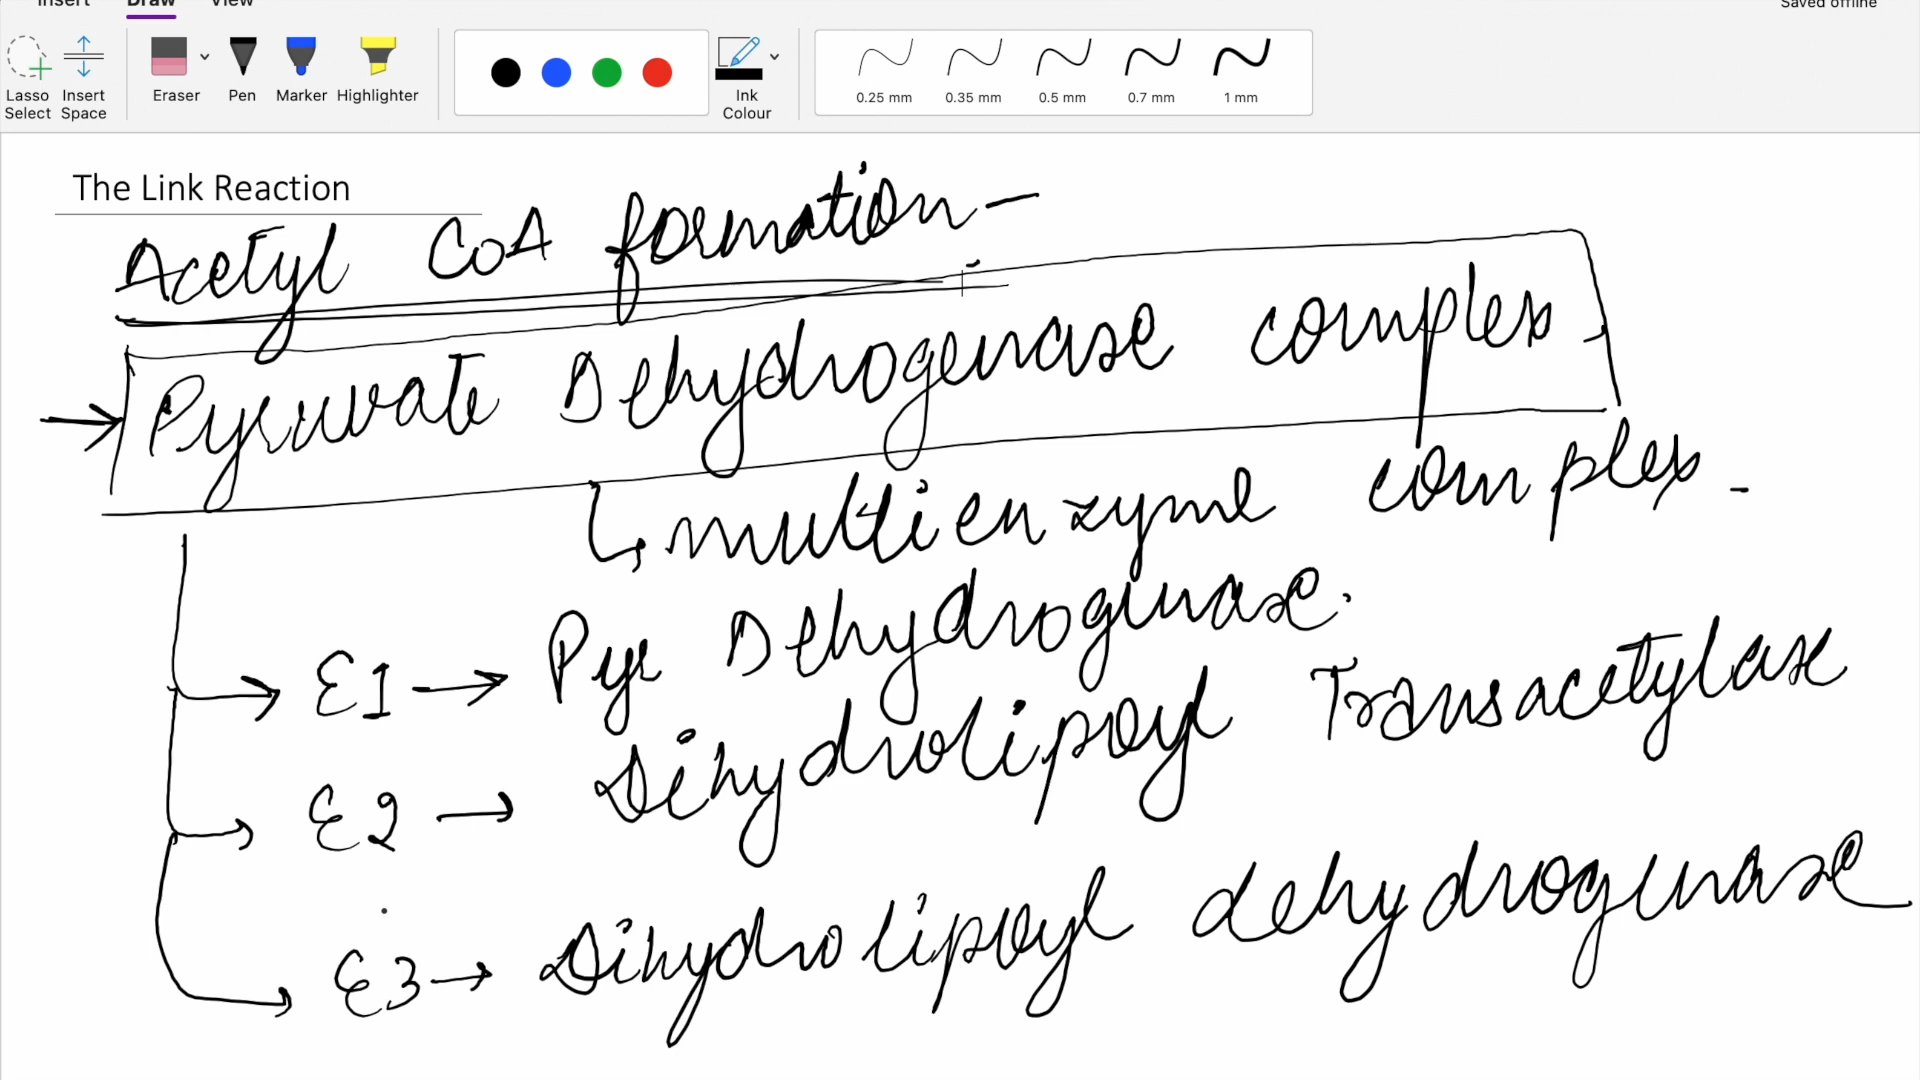 Insert Draw View Saved offline
Lasso Select Insert Space Eraser Pen Marker Highlighter Ink Colour 0.25 mm 0.35 mm 0.5 mm 0.7 mm 1 mm
The Link Reaction
Acetyl CoA formation -
→ Pyruvate Dehydrogenase complex.
↳ multienzyme complex.
→ E1 → Pyr Dehydrogenase.
→ E2 → Dihydrolipoyl Transacetylase
→ E3 → Dihydrolipoyl dehydrogenase